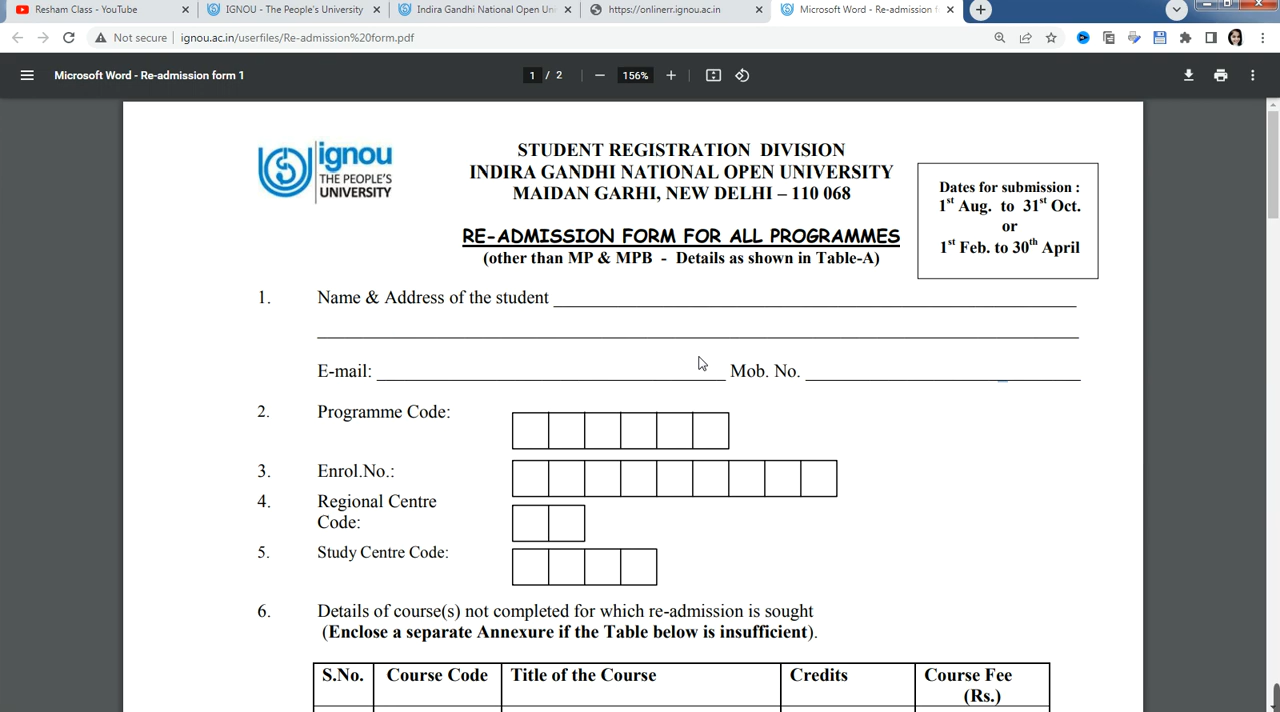 Resham Class - YouTube
IGNOU - The People's University
Indira Gandhi National Open Un
https://onlinerr.ignou.ac.in
Microsoft Word - Re-admission
Not secure
ignou.ac.in/userfiles/Re-admission%20form.pdf
Microsoft Word - Re-admission form 1
1 / 2
156%
ignou
THE PEOPLE'S
UNIVERSITY
STUDENT REGISTRATION DIVISION
INDIRA GANDHI NATIONAL OPEN UNIVERSITY
MAIDAN GARHI, NEW DELHI – 110 068
RE-ADMISSION FORM FOR ALL PROGRAMMES
(other than MP & MPB - Details as shown in Table-A)
Dates for submission :
1st Aug. to 31st Oct.
or
1st Feb. to 30th April
1. Name & Address of the student
E-mail: Mob. No.
2. Programme Code:
3. Enrol.No.:
4. Regional Centre
Code:
5. Study Centre Code:
6. Details of course(s) not completed for which re-admission is sought
(Enclose a separate Annexure if the Table below is insufficient).
S.No. Course Code Title of the Course Credits Course Fee
(Rs.)